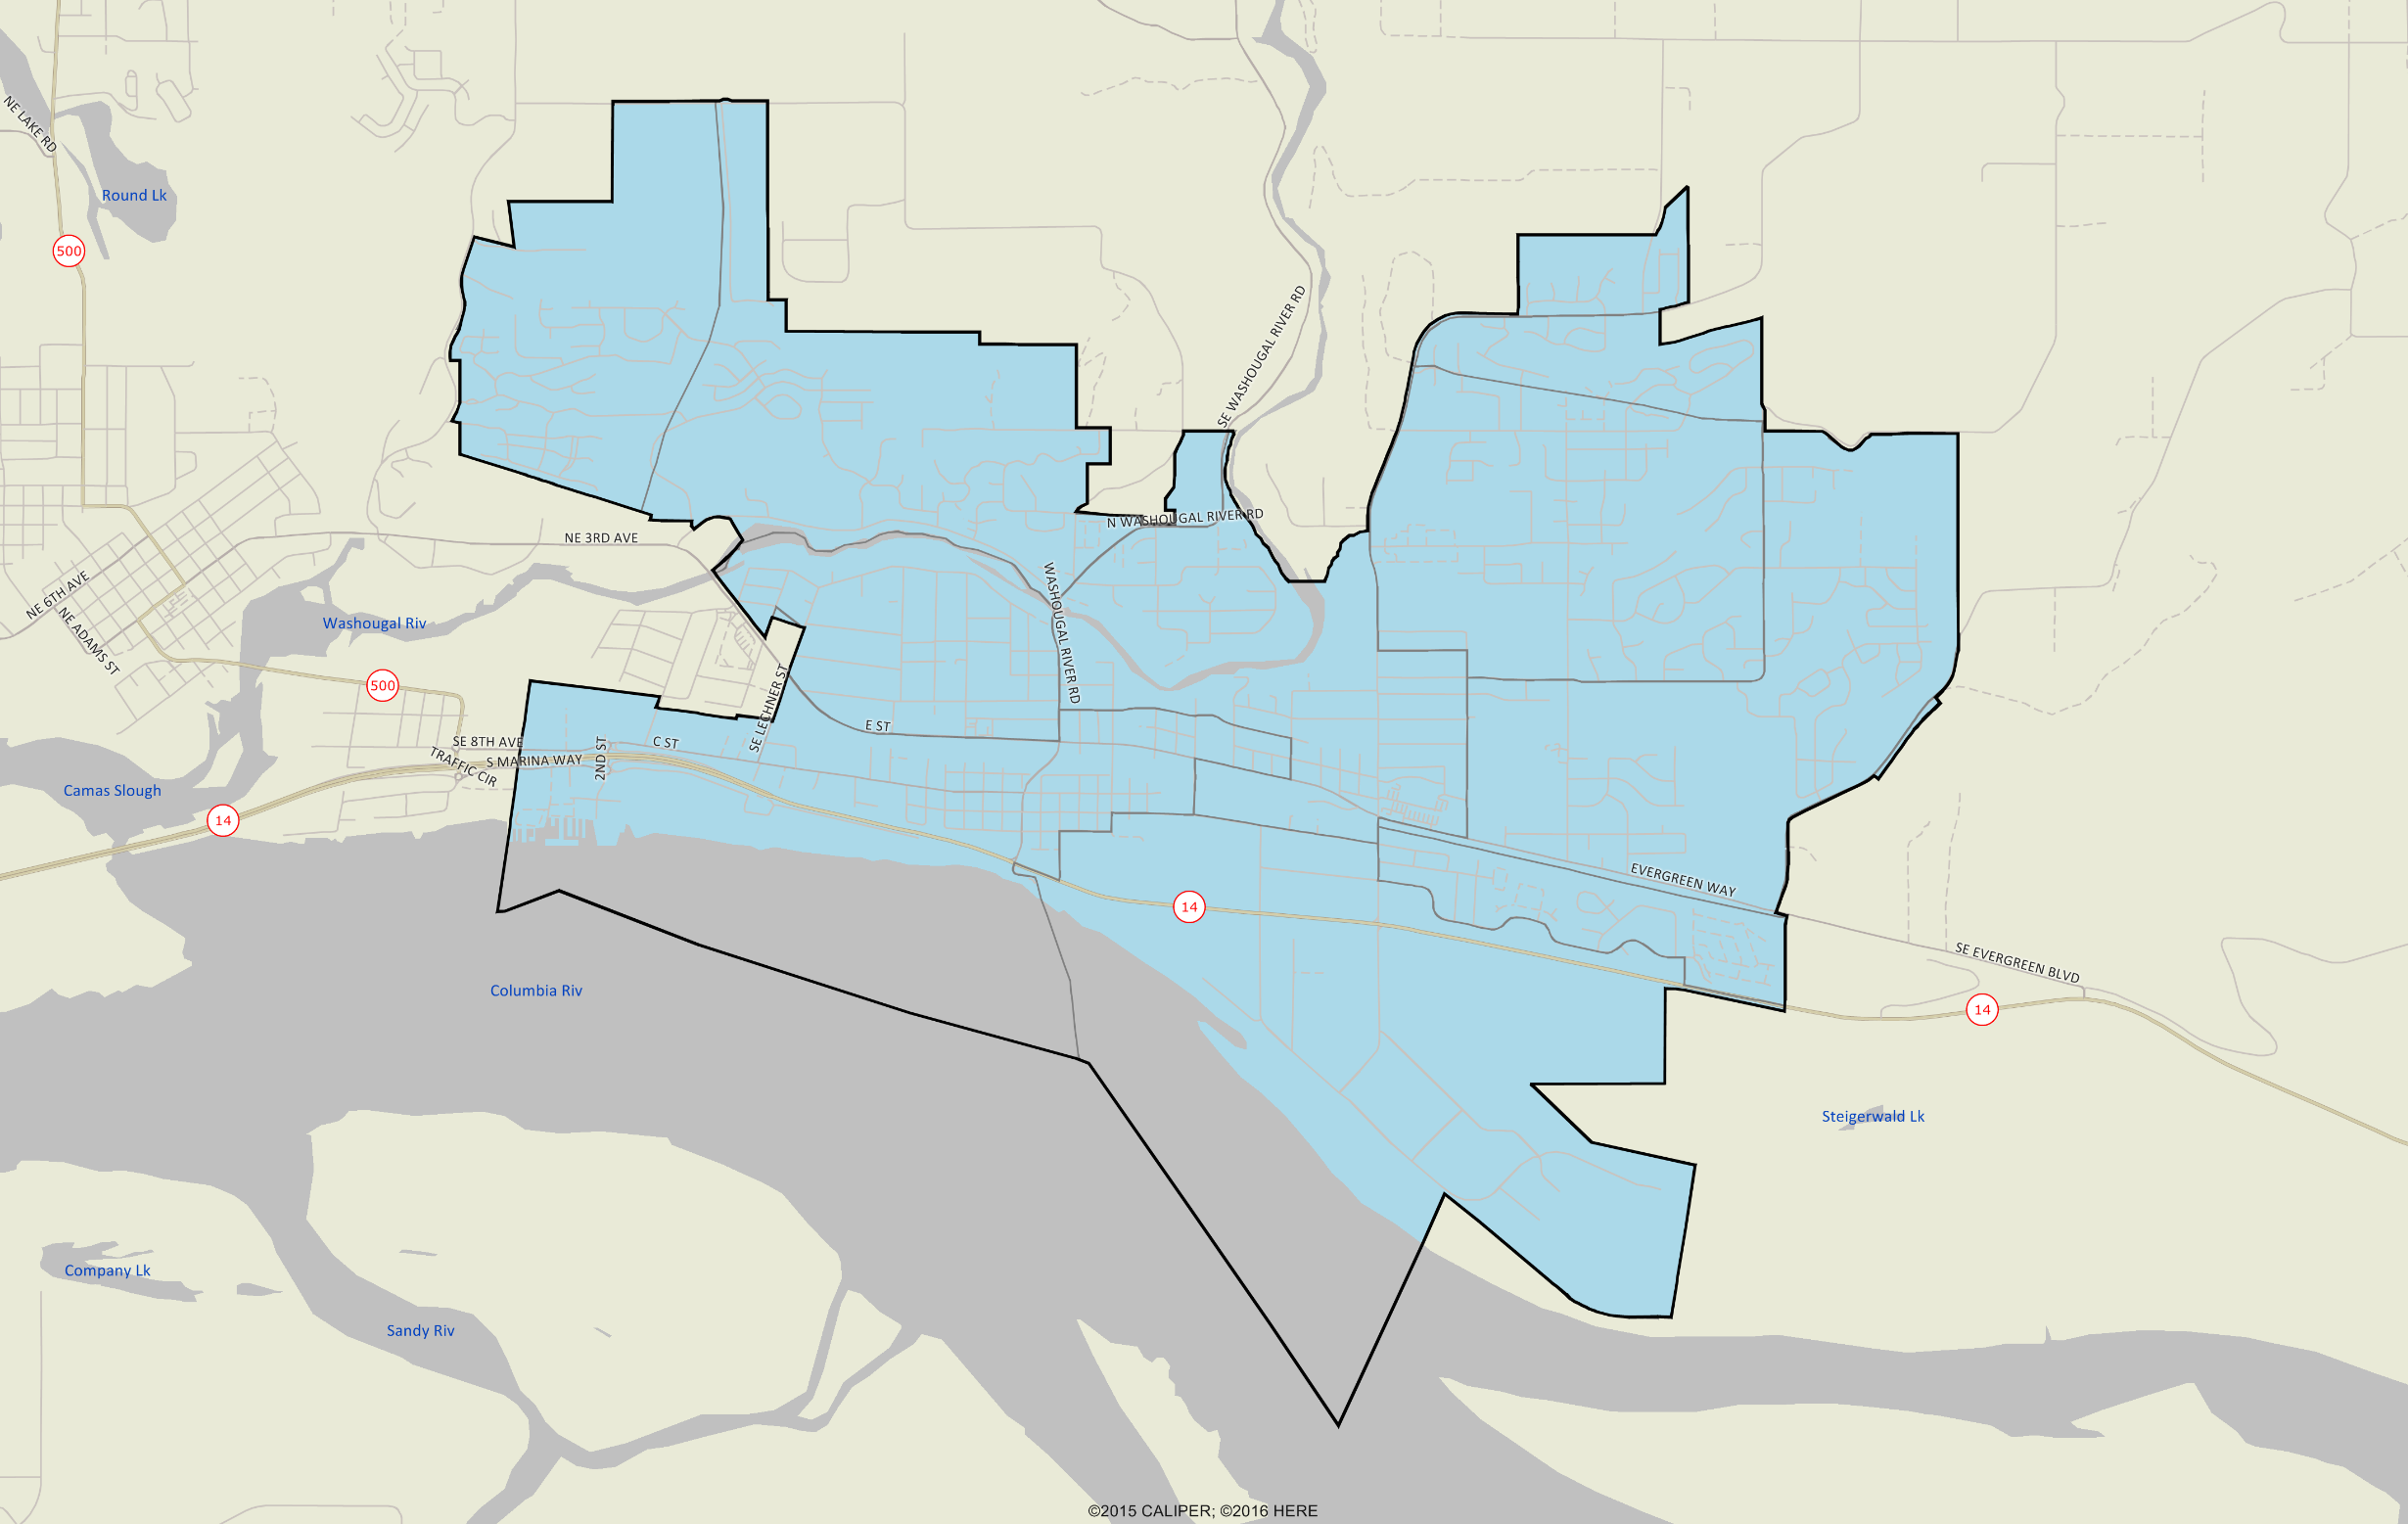 NE LAKE RD
Round Lk
500
SE WASHOUGAL RIVER RD
N WASHOUGAL RIVER RD
NE 3RD AVE
NE 6TH AVE
NE ADAMS ST
Washougal Riv
WASHOUGAL RIVER RD
500
SE LECHNER ST
E ST
SE 8TH AVE
C ST
TRAFFIC CIR
S MARINA WAY
2ND ST
Camas Slough
14
EVERGREEN WAY
14
SE EVERGREEN BLVD
Columbia Riv
14
Steigerwald Lk
Company Lk
Sandy Riv
©2015 CALIPER; ©2016 HERE